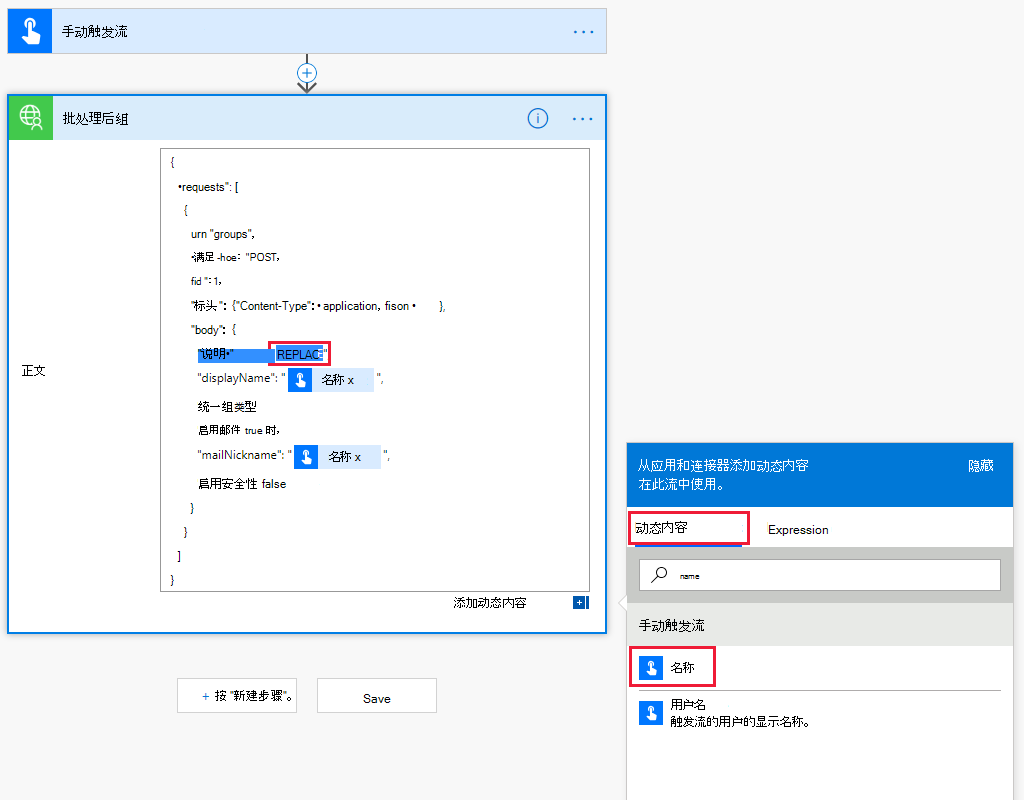 手动触发流
批处理后组
正文
{
•requests": [
{
urn "groups",
•满足 -hoe: "POST,
fid ": 1,
"标头 ": {"Content-Type": • application, fison • },
"body": {
"说明•" REPLAC "
"displayName": " 名称 x ",
统一组类型
启用邮件 true 时,
"mailNickname": " 名称 x ",
启用安全性 false
}
}
]
}
添加动态内容
+ 按 "新建步骤"。
Save
从应用和连接器添加动态内容
在此流中使用。
隐藏
动态内容
Expression
name
手动触发流
名称
用户名
触发流的用户的显示名称。